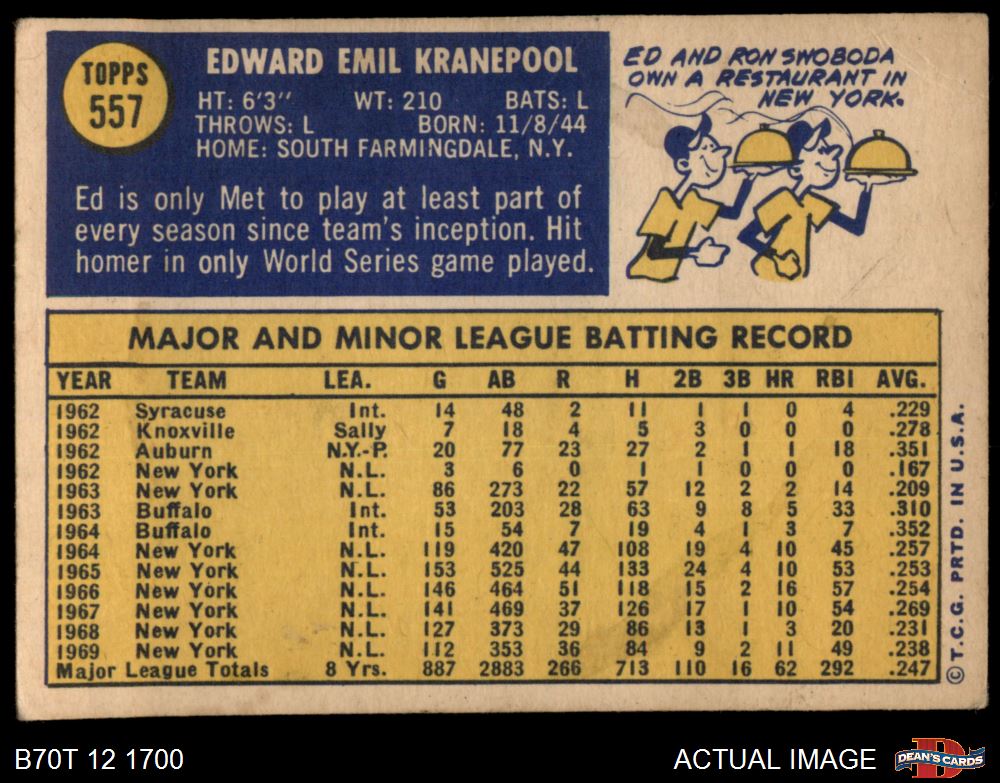 TOPPS
557
EDWARD EMIL KRANEPOOL
HT: 6'3" WT: 210 BATS: L
THROWS: L BORN: 11/8/44
HOME: SOUTH FARMINGDALE, N.Y.
Ed is only Met to play at least part of
every season since team's inception. Hit
homer in only World Series game played.
ED AND RON SWOBODA
OWN A RESTAURANT IN
NEW YORK.
MAJOR AND MINOR LEAGUE BATTING RECORD
YEAR TEAM LEA. G AB R H 2B 3B HR RBI AVG.
1962 Syracuse Int. 14 48 2 11 1 1 0 4 .229
1962 Knoxville Sally 7 18 4 5 3 0 0 0 .278
1962 Auburn N.Y.-P. 20 77 23 27 2 1 1 18 .351
1962 New York N.L. 3 6 0 1 1 0 0 0 .167
1963 New York N.L. 86 273 22 57 12 2 2 14 .209
1963 Buffalo Int. 53 203 28 63 9 8 5 33 .310
1964 Buffalo Int. 15 54 7 19 4 1 3 7 .352
1964 New York N.L. 119 420 47 108 19 4 10 45 .257
1965 New York N.L. 153 525 44 133 24 4 10 53 .253
1966 New York N.L. 146 464 51 118 15 2 16 57 .254
1967 New York N.L. 141 469 37 126 17 1 10 54 .269
1968 New York N.L. 127 373 29 86 13 1 3 20 .231
1969 New York N.L. 112 353 36 84 9 2 11 49 .238
Major League Totals 8 Yrs. 887 2883 266 713 110 16 62 292 .247
© T.C.G. PRTD. IN U.S.A.
B70T 12 1700
ACTUAL IMAGE
D
DEAN'S CARDS